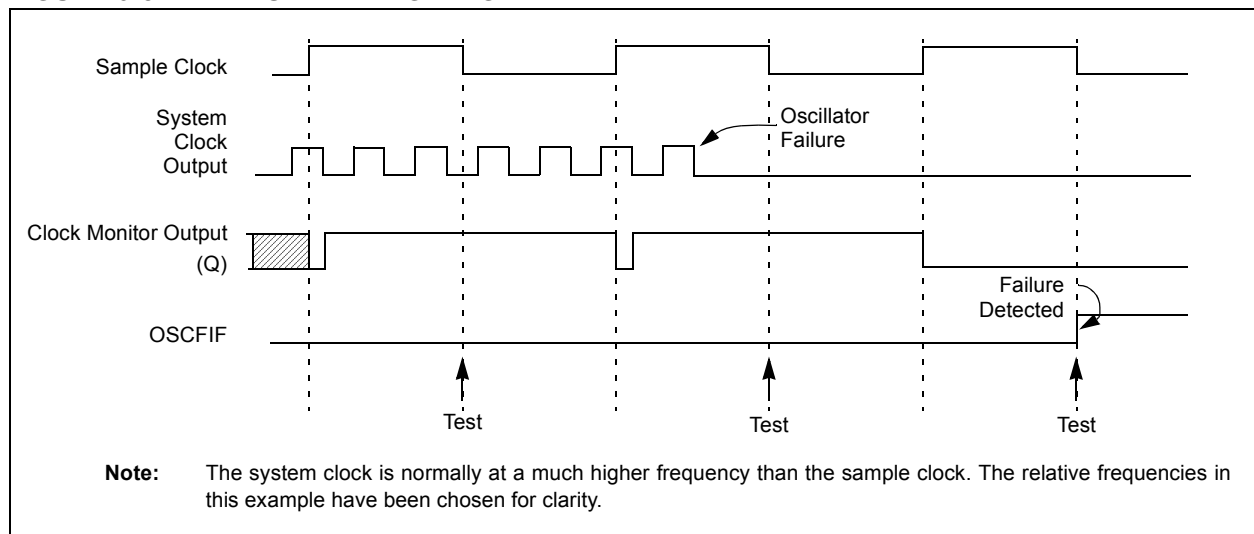 Sample Clock
System
Clock
Output
Oscillator
Failure
Clock Monitor Output
(Q)
Failure
Detected
OSCFIF
Test
Test
Test
Note: The system clock is normally at a much higher frequency than the sample clock. The relative frequencies in
this example have been chosen for clarity.